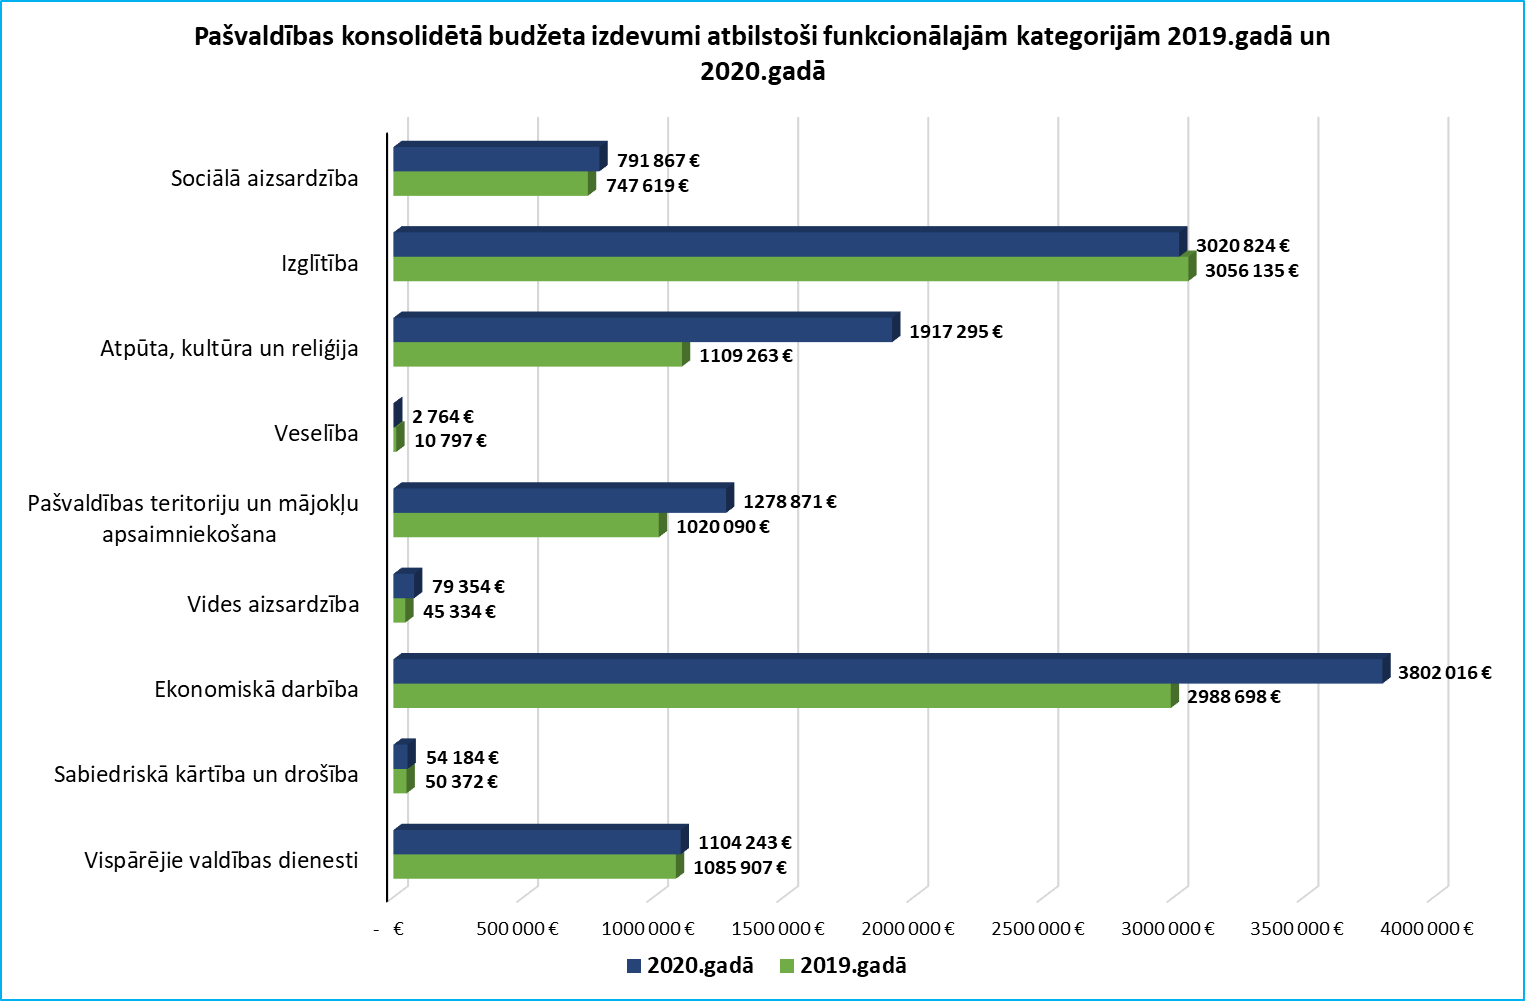 Pašvaldības konsolidētā budžeta izdevumi atbilstoši funkcionālajām kategorijām 2019.gadā un
2020.gadā
Sociālā aizsardzība
791 867 €
747 619 €
Izglītība
3020 824 €
3056 135 €
Atpūta, kultūra un reliģija
1917 295 €
1109 263 €
Veselība
2 764 €
10 797 €
Pašvaldības teritoriju un mājokļu
apsaimniekošana
1278 871 €
1020 090 €
Vides aizsardzība
79 354 €
45 334 €
Ekonomiskā darbība
3802 016 €
2988 698 €
Sabiedriskā kārtība un drošība
54 184 €
50 372 €
Vispārējie valdības dienesti
1104 243 €
1085 907 €
- € 500 000 € 1000 000 € 1500 000 € 2000 000 € 2500 000 € 3000 000 € 3500 000 € 4000 000 €
2020.gadā 2019.gadā